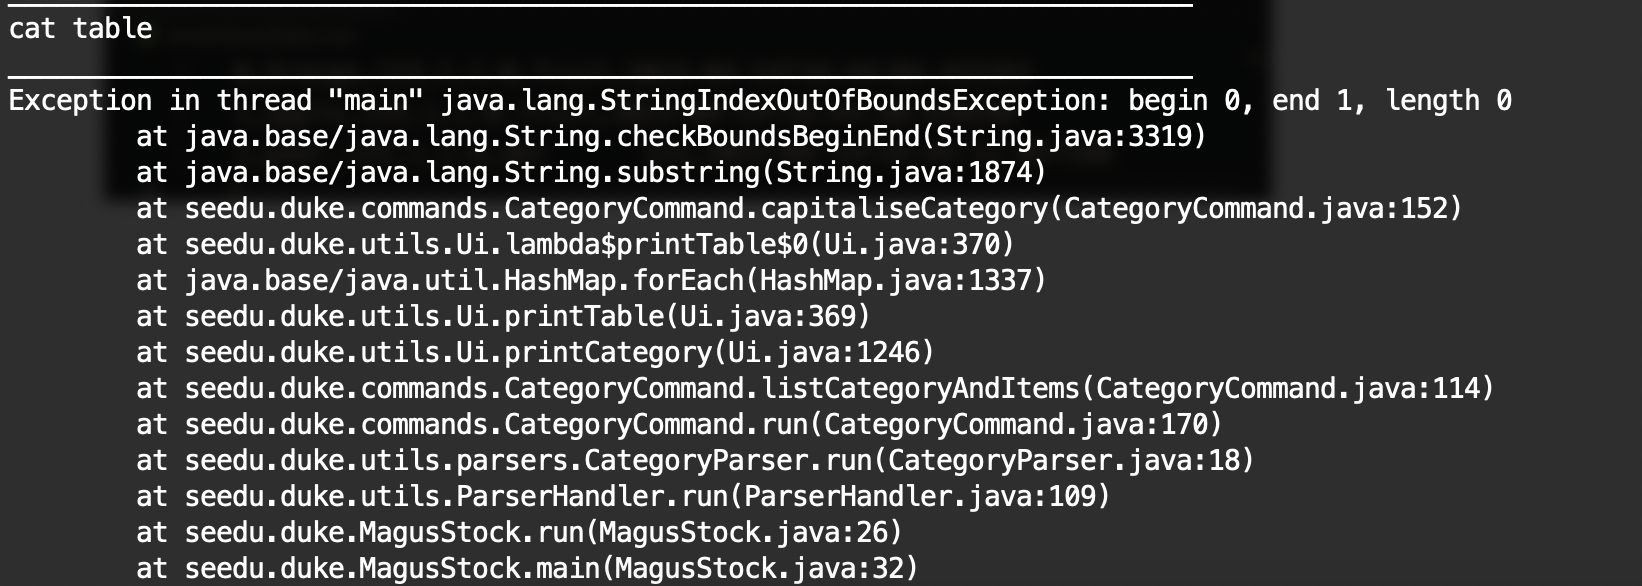 cat table
Exception in thread "main" java.lang.StringIndexOutOfBoundsException: begin 0, end 1, length 0
at java.base/java.lang.String.checkBoundsBeginEnd(String.java:3319)
at java.base/java.lang.String.substring(String.java:1874)
at seedu.duke.commands.CategoryCommand.capitaliseCategory(CategoryCommand.java:152)
at seedu.duke.utils.Ui.lambda$printTable$0(Ui.java:370)
at java.base/java.util.HashMap.forEach(HashMap.java:1337)
at seedu.duke.utils.Ui.printTable(Ui.java:369)
at seedu.duke.utils.Ui.printCategory(Ui.java:1246)
at seedu.duke.commands.CategoryCommand.listCategoryAndItems(CategoryCommand.java:114)
at seedu.duke.commands.CategoryCommand.run(CategoryCommand.java:170)
at seedu.duke.utils.parsers.CategoryParser.run(CategoryParser.java:18)
at seedu.duke.utils.ParserHandler.run(ParserHandler.java:109)
at seedu.duke.MagusStock.run(MagusStock.java:26)
at seedu.duke.MagusStock.main(MagusStock.java:32)